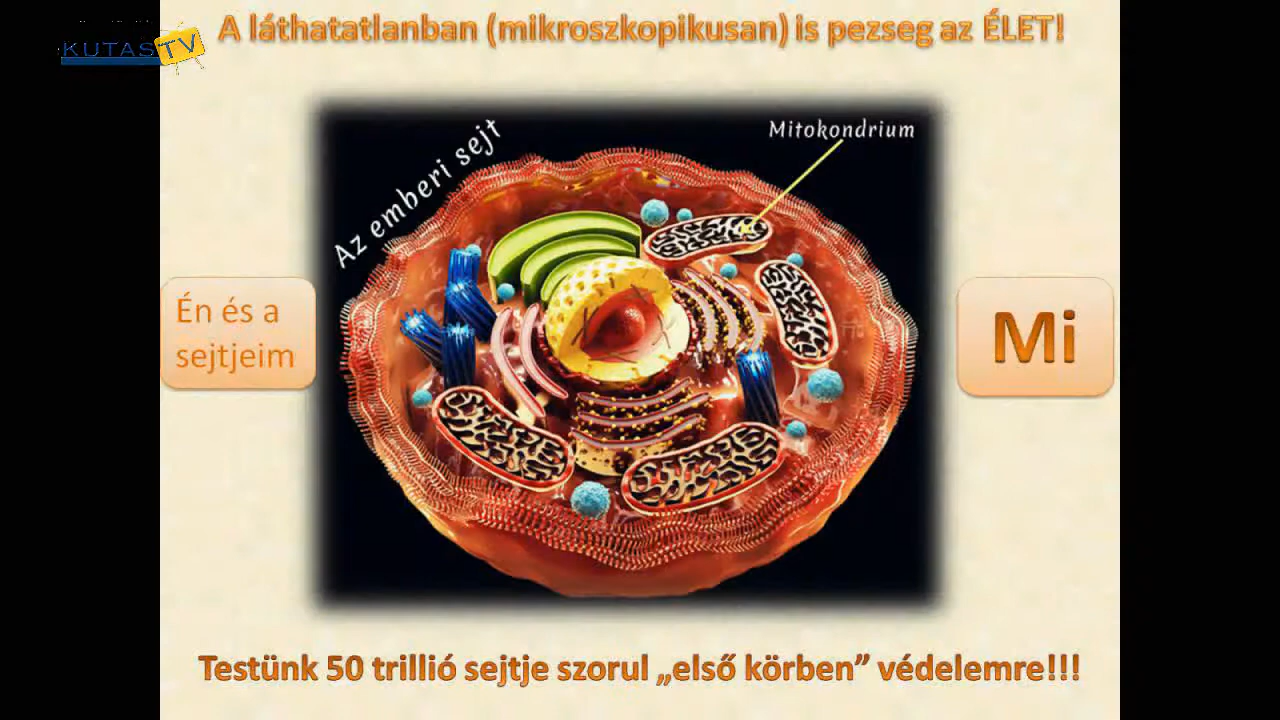 A láthatatlanban (mikroszkopikusan) is pezseg az ÉLET!
KUTAS TV
Mitokondrium
Az emberi sejt
Én és a
sejtjeim
Mi
Testünk 50 trillió sejtje szorul „első körben” védelemre!!!